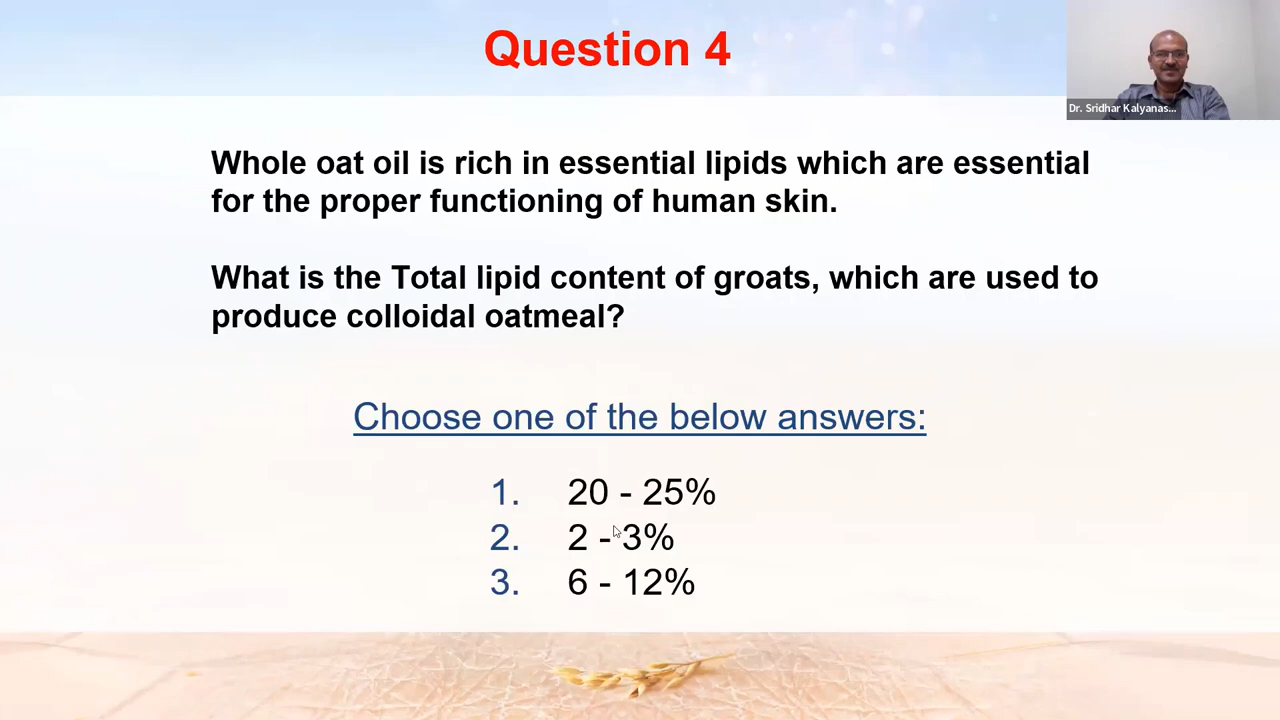 Question 4
Dr. Sridhar Kalyanas...
Whole oat oil is rich in essential lipids which are essential
for the proper functioning of human skin.
What is the Total lipid content of groats, which are used to
produce colloidal oatmeal?
Choose one of the below answers:
1. 20 - 25%
2. 2 - 3%
3. 6 - 12%